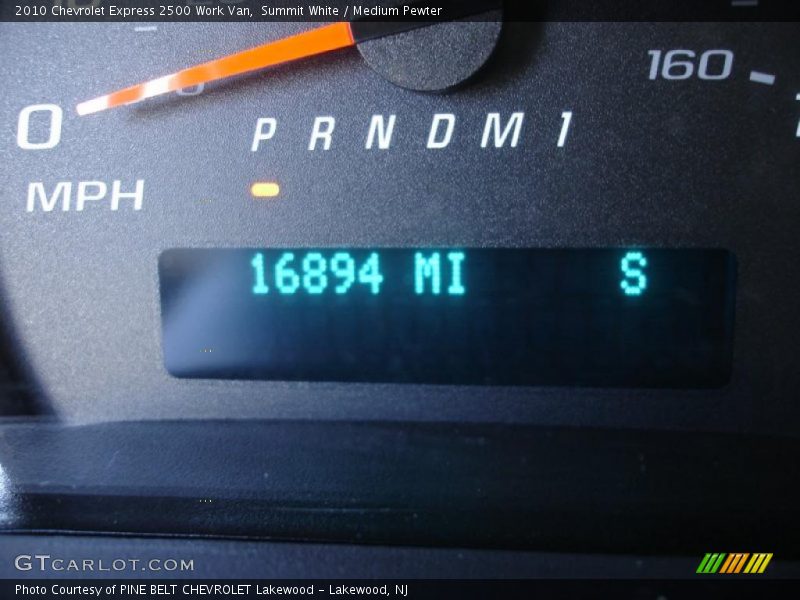 2010 Chevrolet Express 2500 Work Van, Summit White / Medium Pewter
160
0
P R N D M 1
MPH
16894 MI S
GTCARLOT.COM
Photo Courtesy of PINE BELT CHEVROLET Lakewood - Lakewood, NJ